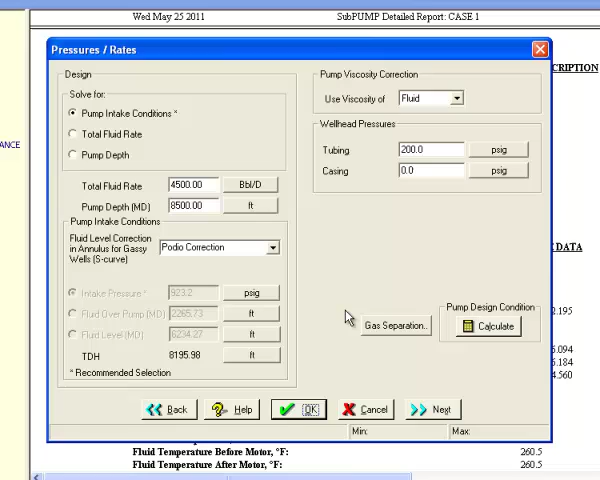 Wed May 25 2011 SubPUMP Detailed Report: CASE 1
Pressures / Rates
CRIPTION
Design
Solve for:
Pump Intake Conditions *
Total Fluid Rate
Pump Depth
Total Fluid Rate 4500.00 Bbl/D
Pump Depth (MD) 8500.00 ft
Pump Intake Conditions
Fluid Level Correction
in Annulus for Gassy
Wells (S-curve)
Podio Correction
Intake Pressure * 923.2 psig
Fluid Over Pump (MD) 2265.73 ft
Fluid Level (MD) 6234.27 ft
TDH 8195.98 ft
* Recommended Selection
Pump Viscosity Correction
Use Viscosity of Fluid
Wellhead Pressures
Tubing 200.0 psig
Casing 0.0 psig
Gas Separation..
Pump Design Condition
Calculate
Back Help OK Cancel Next
Min: Max:
ANCE
DATA
2.195
5.094
5.184
4.560
Fluid Temperature Before Motor, °F: 260.5
Fluid Temperature After Motor, °F: 260.5